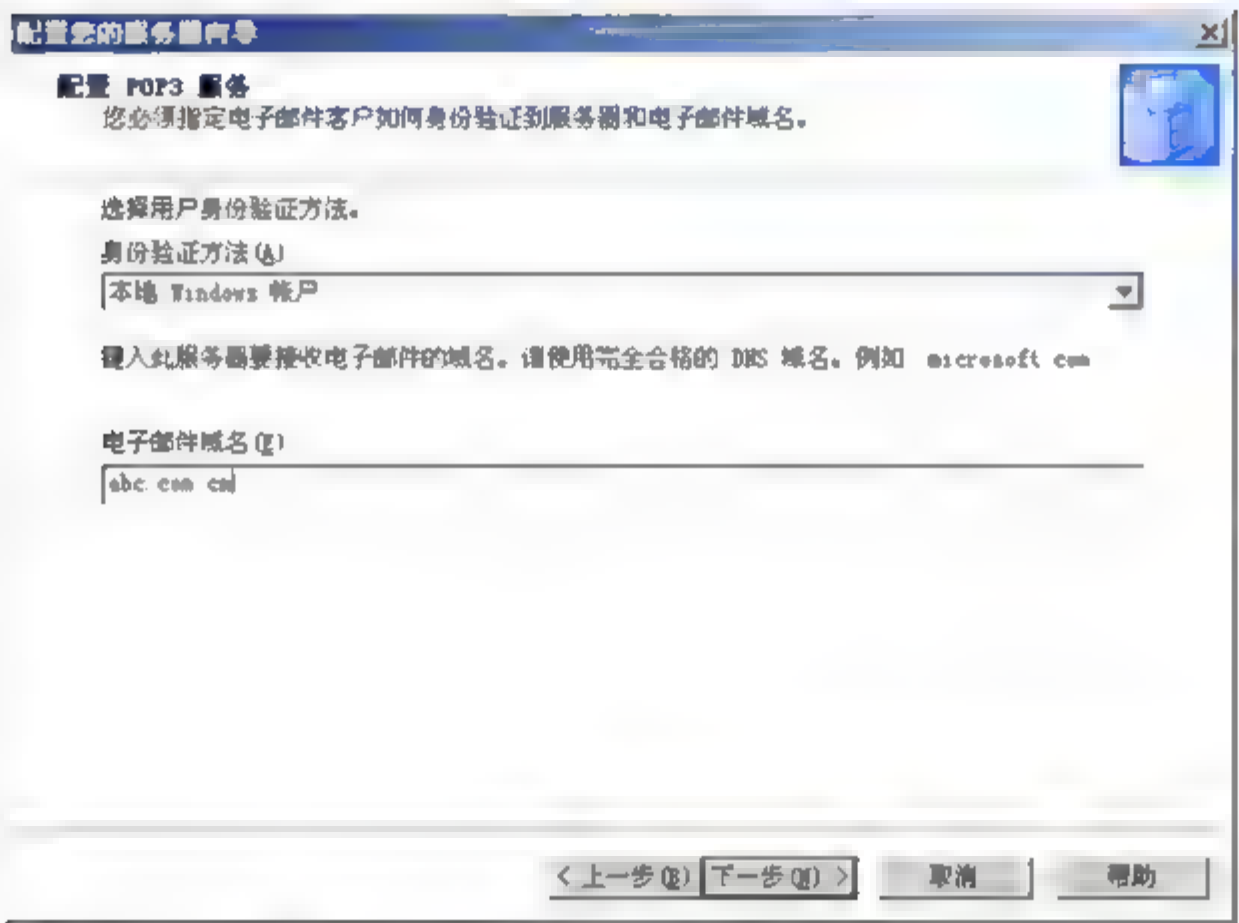 配置您的服务器向导
配置 POP3 服务
您必须指定电子邮件客户如何身份验证到服务器和电子邮件域名。
选择用户身份验证方法。
身份验证方法(A)
本地 Windows 帐户
键入此服务器要接收电子邮件的域名。请使用完全合格的 DNS 域名。例如 microsoft com
电子邮件域名(E)
abc.com cn
< 上一步(B) 下一步(N) > 取消 帮助